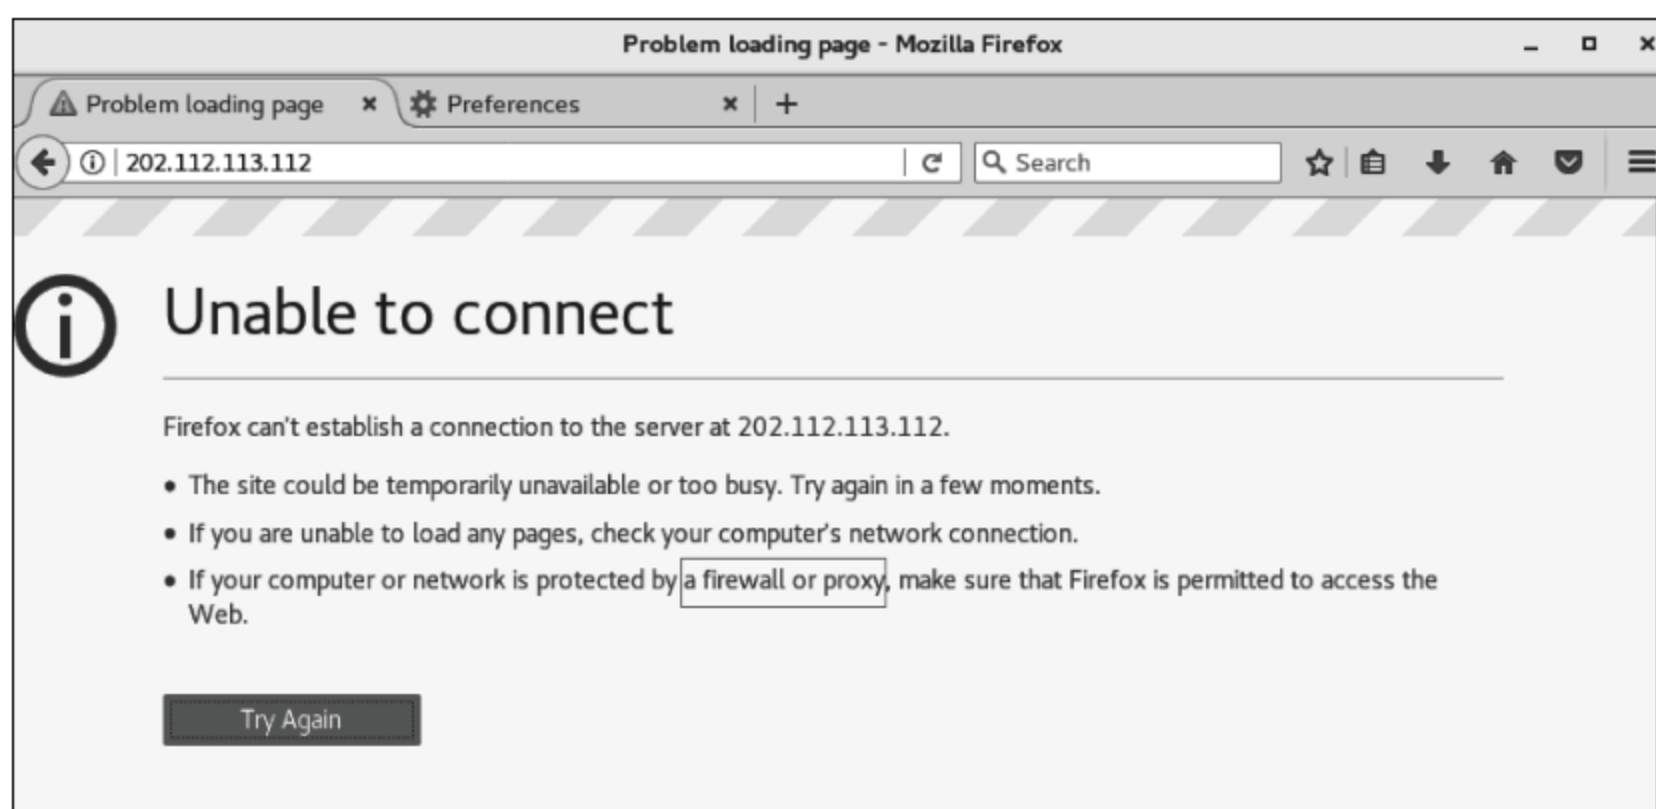 Problem loading page - Mozilla Firefox
Problem loading page
Preferences
202.112.113.112
Search
Unable to connect
Firefox can't establish a connection to the server at 202.112.113.112.
• The site could be temporarily unavailable or too busy. Try again in a few moments.
• If you are unable to load any pages, check your computer's network connection.
• If your computer or network is protected by a firewall or proxy, make sure that Firefox is permitted to access the
Web.
Try Again